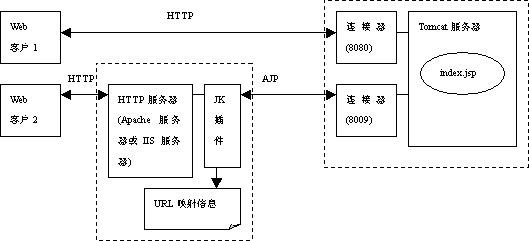 HTTP
Web
客户 1
连接器
(8080)
Tomcat 服务器
index.jsp
HTTP
AJP
Web
客户 2
HTTP 服务器
(Apache 服务
器或 IIS 服务
器)
JK
插
件
连接器
(8009)
URL 映射信息